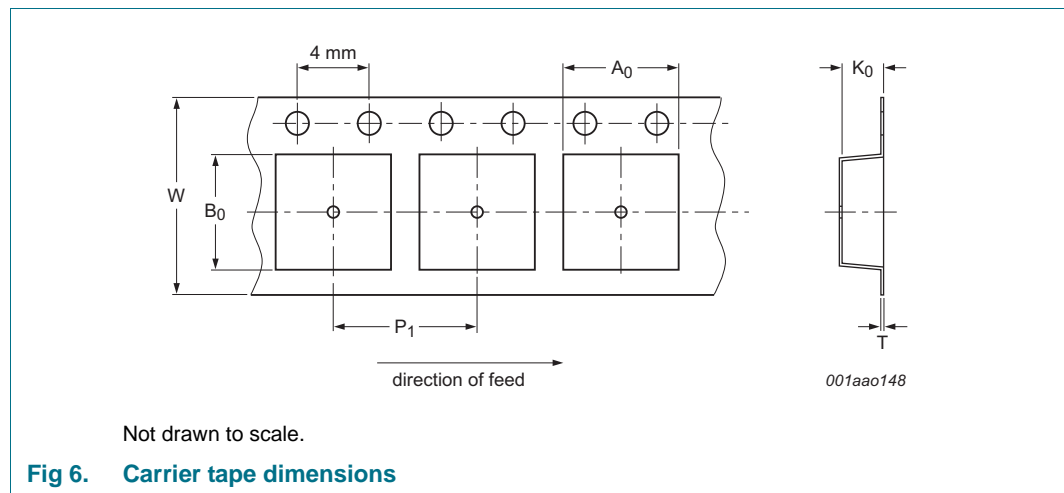 4 mm
A0
K0
W
B0
P1
T
direction of feed
001aao148
Not drawn to scale.
Fig 6. Carrier tape dimensions